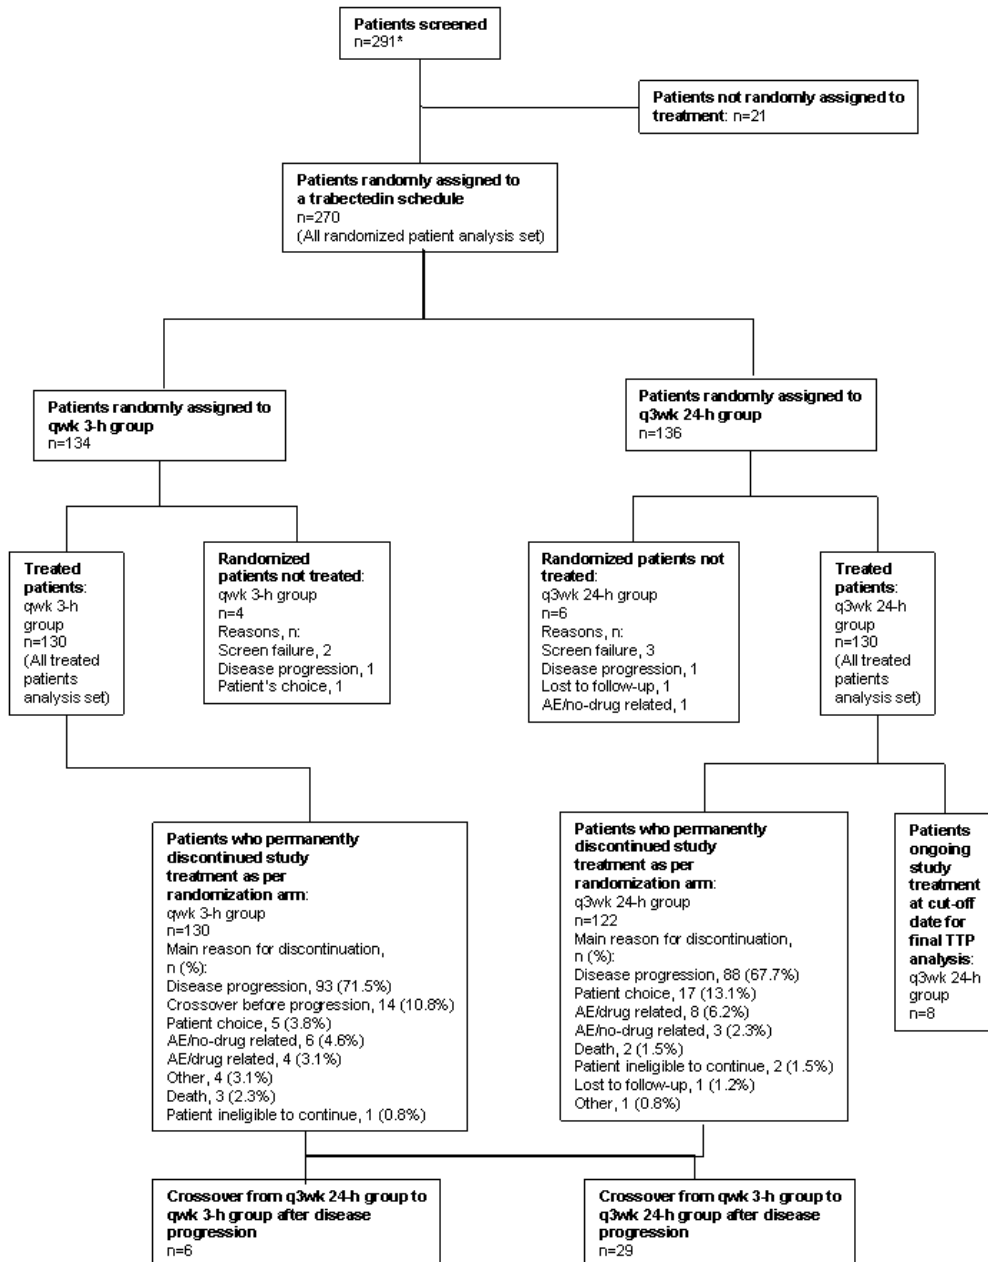 Patients screened
n=291*
Patients not randomly assigned to
treatment: n=21
Patients randomly assigned to
a trabectedin schedule
n=270
(All randomized patient analysis set)
Patients randomly assigned to
qwk 3-h group
n=134
Patients randomly assigned to
q3wk 24-h group
n=136
Treated
patients:
qwk 3-h
group
n=130
(All treated
patients
analysis set)
Randomized
patients not treated:
qwk 3-h group
n=4
Reasons, n:
Screen failure, 2
Disease progression, 1
Patient's choice, 1
Randomized patients not
treated:
q3wk 24-h group
n=6
Reasons, n:
Screen failure, 3
Disease progression, 1
Lost to follow-up, 1
AE/no-drug related, 1
Treated
patients:
q3wk 24-h
group
n=130
(All treated
patients
analysis set)
Patients who permanently
discontinued study
treatment as per
randomization arm:
qwk 3-h group
n=130
Main reason for discontinuation,
n (%):
Disease progression, 93 (71.5%)
Crossover before progression, 14 (10.8%)
Patient choice, 5 (3.8%)
AE/no-drug related, 6 (4.6%)
AE/drug related, 4 (3.1%)
Other, 4 (3.1%)
Death, 3 (2.3%)
Patient ineligible to continue, 1 (0.8%)
Patients who permanently
discontinued study
treatment as per
randomization arm:
q3wk 24-h group
n=122
Main reason for discontinuation,
n (%):
Disease progression, 88 (67.7%)
Patient choice, 17 (13.1%)
AE/drug related, 8 (6.2%)
AE/no-drug related, 3 (2.3%)
Death, 2 (1.5%)
Patient ineligible to continue, 2 (1.5%)
Lost to follow-up, 1 (1.2%)
Other, 1 (0.8%)
Patients
ongoing
study
treatment
at cut-off
date for
final TTP
analysis:
q3wk 24-h
group
n=8
Crossover from q3wk 24-h group to
qwk 3-h group after disease
progression
n=6
Crossover from qwk 3-h group to
q3wk 24-h group after disease
progression
n=29